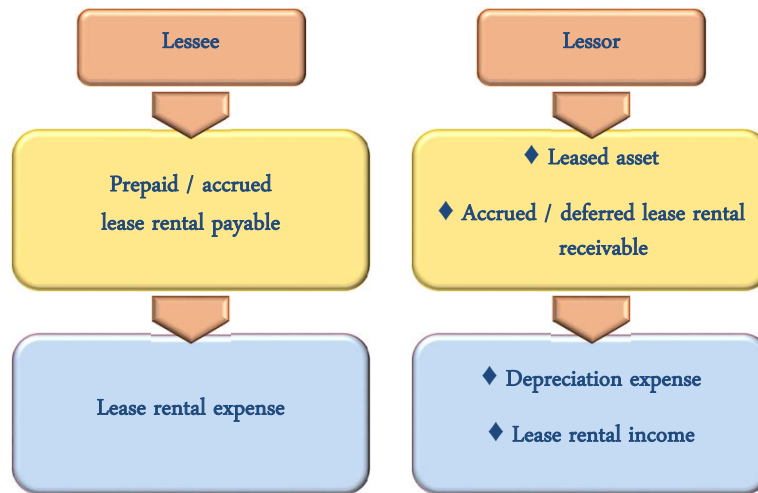 Lessee
Prepaid / accrued
lease rental payable
Lease rental expense
Lessor
♦ Leased asset
♦ Accrued / deferred lease rental
receivable
♦ Depreciation expense
♦ Lease rental income